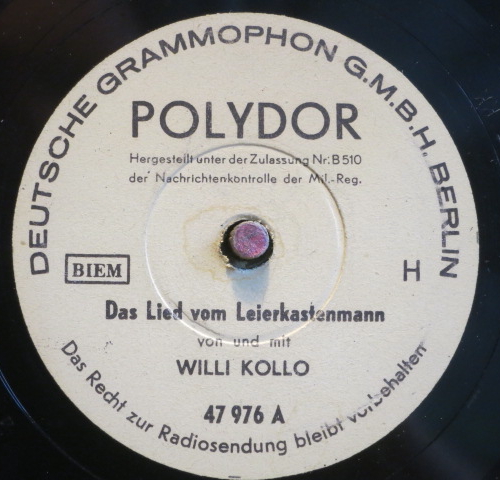 DEUTSCHE GRAMMOPHON G.M.B.H. BERLIN
POLYDOR
Hergestellt unter der Zulassung Nr: B 510
der Nachrichtenkontrolle der Mil.-Reg.
BIEM
H
Das Lied vom Leierkastenmann
von und mit
WILLI KOLLO
47 976 A
Das Recht zur Radiosendung bleibt vorbehalten